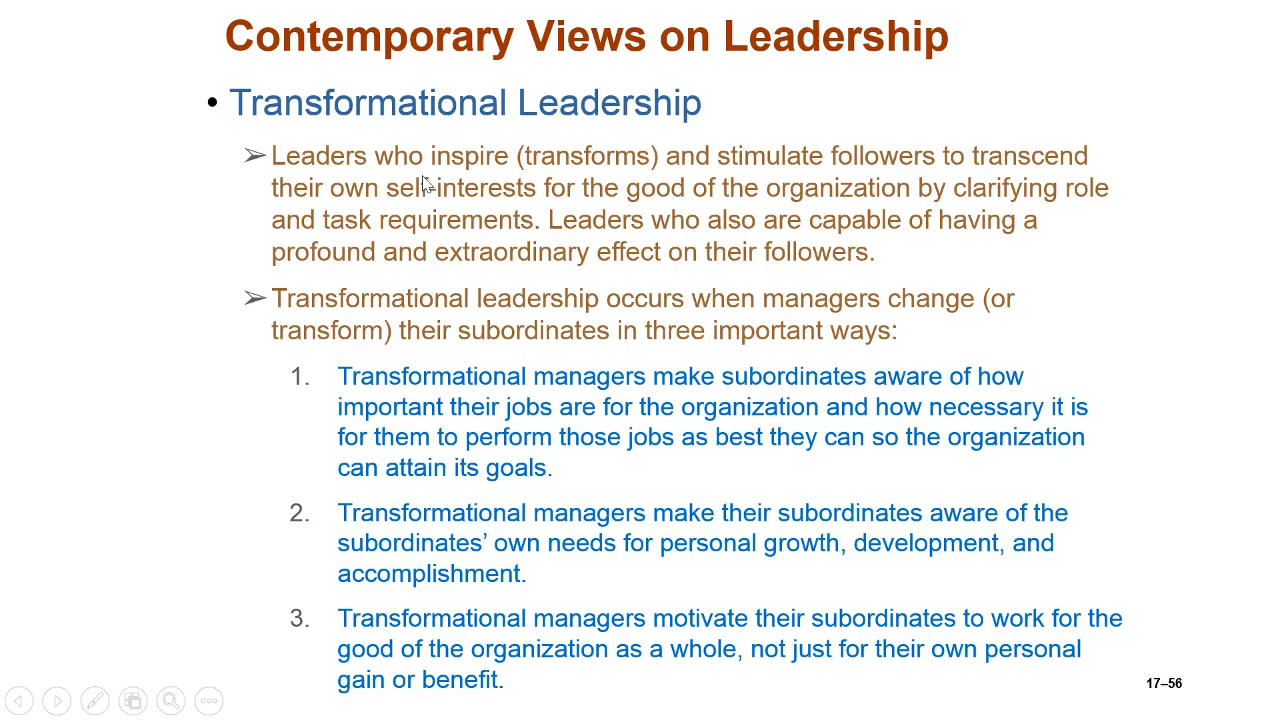 Contemporary Views on Leadership
• Transformational Leadership
➢ Leaders who inspire (transforms) and stimulate followers to transcend
their own self-interests for the good of the organization by clarifying role
and task requirements. Leaders who also are capable of having a
profound and extraordinary effect on their followers.
➢ Transformational leadership occurs when managers change (or
transform) their subordinates in three important ways:
1. Transformational managers make subordinates aware of how
important their jobs are for the organization and how necessary it is
for them to perform those jobs as best they can so the organization
can attain its goals.
2. Transformational managers make their subordinates aware of the
subordinates’ own needs for personal growth, development, and
accomplishment.
3. Transformational managers motivate their subordinates to work for the
good of the organization as a whole, not just for their own personal
gain or benefit.
17–56